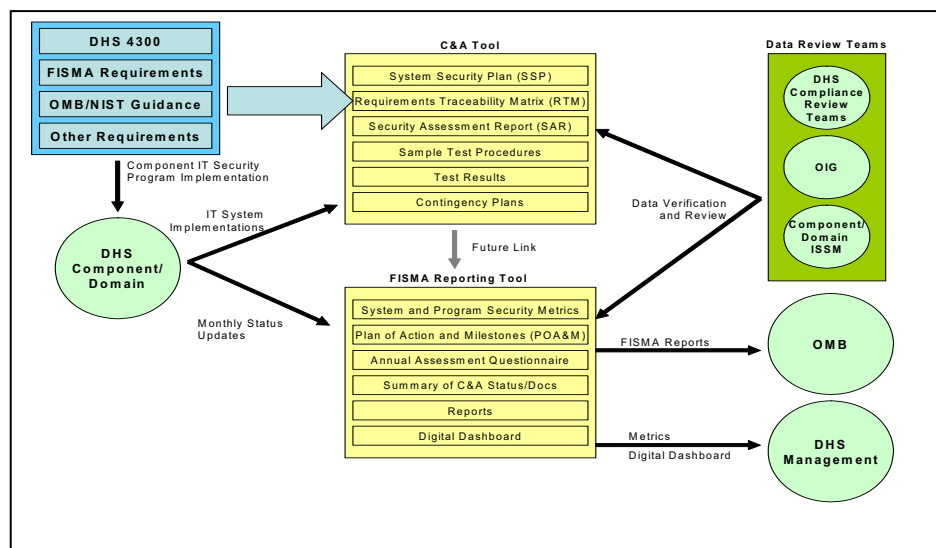 DHS 4300
FISMA Requirements
OMB/NIST Guidance
Other Requirements
Component IT Security
Program Implementation
DHS
Component/
Domain
IT System
Implementations
Monthly Status
Updates
C&A Tool
System Security Plan (SSP)
Requirements Traceability Matrix (RTM)
Security Assessment Report (SAR)
Sample Test Procedures
Test Results
Contingency Plans
Future Link
FISMA Reporting Tool
System and Program Security Metrics
Plan of Action and Milestones (POA&M)
Annual Assessment Questionnaire
Summary of C&A Status/Docs
Reports
Digital Dashboard
Data Review Teams
DHS
Compliance
Review
Teams
OIG
Component/
Domain
ISSM
Data Verification
and Review
FISMA Reports
OMB
Metrics
Digital Dashboard
DHS
Management